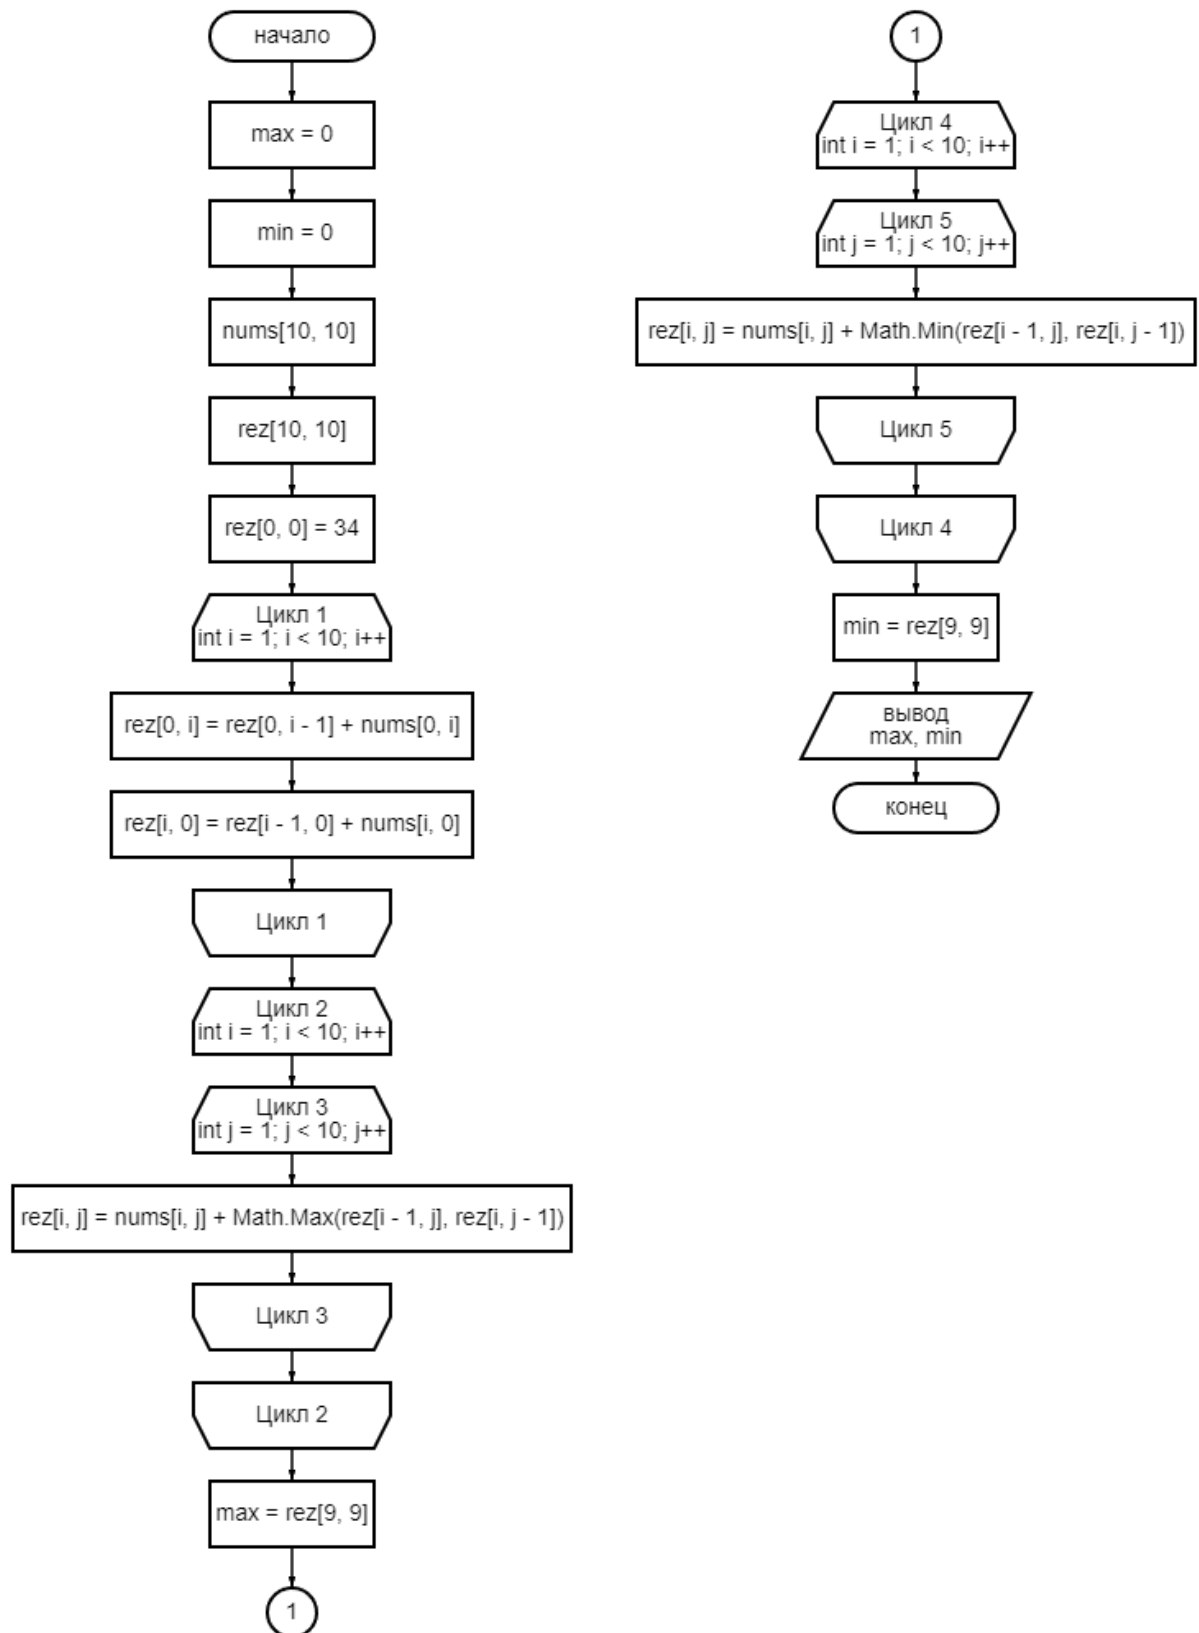 начало
max = 0
min = 0
nums[10, 10]
rez[10, 10]
rez[0, 0] = 34
Цикл 1
int i = 1; i < 10; i++
rez[0, i] = rez[0, i - 1] + nums[0, i]
rez[i, 0] = rez[i - 1, 0] + nums[i, 0]
Цикл 1
Цикл 2
int i = 1; i < 10; i++
Цикл 3
int j = 1; j < 10; j++
rez[i, j] = nums[i, j] + Math.Max(rez[i - 1, j], rez[i, j - 1])
Цикл 3
Цикл 2
max = rez[9, 9]
1
1
Цикл 4
int i = 1; i < 10; i++
Цикл 5
int j = 1; j < 10; j++
rez[i, j] = nums[i, j] + Math.Min(rez[i - 1, j], rez[i, j - 1])
Цикл 5
Цикл 4
min = rez[9, 9]
вывод
max, min
конец